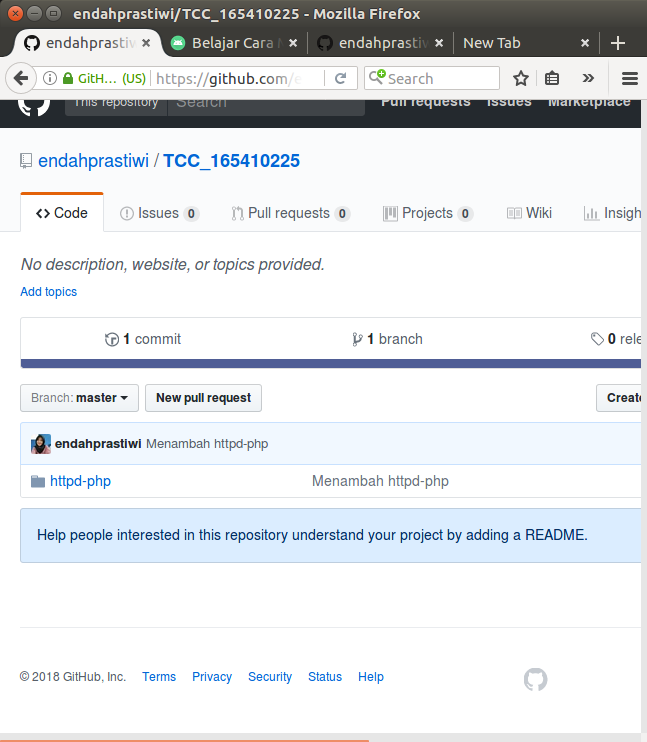 endahprastiwi/TCC_165410225 - Mozilla Firefox
endahprastiw Belajar Cara endahprastiw New Tab
GitH... (US) https://github.com/ Search
This repository Search Pull requests Issues Marketplace
endahprastiwi / TCC_165410225
Code Issues 0 Pull requests 0 Projects 0 Wiki Insigh
No description, website, or topics provided.
Add topics
1 commit 1 branch 0 rele
Branch: master New pull request Create
endahprastiwi Menambah httpd-php
httpd-php Menambah httpd-php
Help people interested in this repository understand your project by adding a README.
© 2018 GitHub, Inc. Terms Privacy Security Status Help